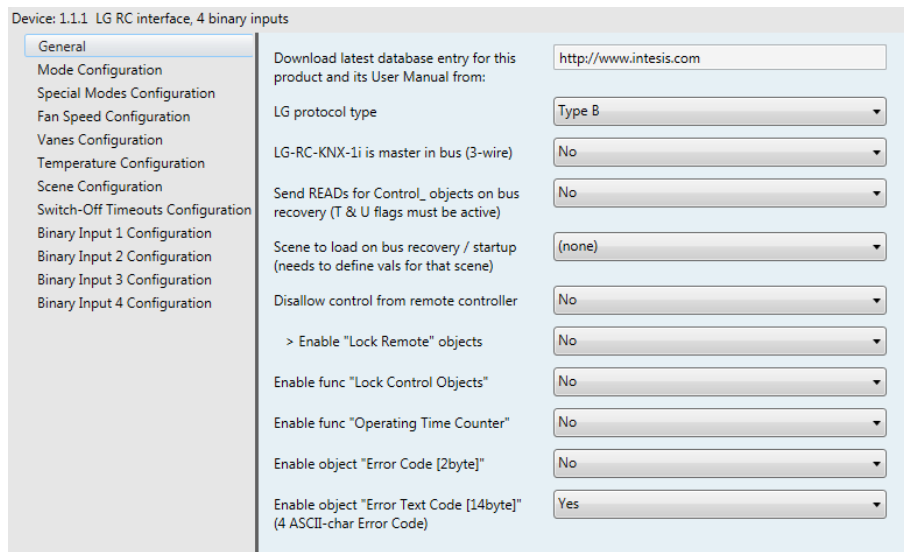 Device: 1.1.1 LG RC interface, 4 binary inputs
General
Mode Configuration
Special Modes Configuration
Fan Speed Configuration
Vanes Configuration
Temperature Configuration
Scene Configuration
Switch-Off Timeouts Configuration
Binary Input 1 Configuration
Binary Input 2 Configuration
Binary Input 3 Configuration
Binary Input 4 Configuration
Download latest database entry for this
product and its User Manual from:
http://www.intesis.com
LG protocol type
Type B
LG-RC-KNX-1i is master in bus (3-wire)
No
Send READs for Control_ objects on bus
recovery (T & U flags must be active)
No
Scene to load on bus recovery / startup
(needs to define vals for that scene)
(none)
Disallow control from remote controller
No
> Enable "Lock Remote" objects
No
Enable func "Lock Control Objects"
No
Enable func "Operating Time Counter"
No
Enable object "Error Code [2byte]"
No
Enable object "Error Text Code [14byte]"
(4 ASCII-char Error Code)
Yes